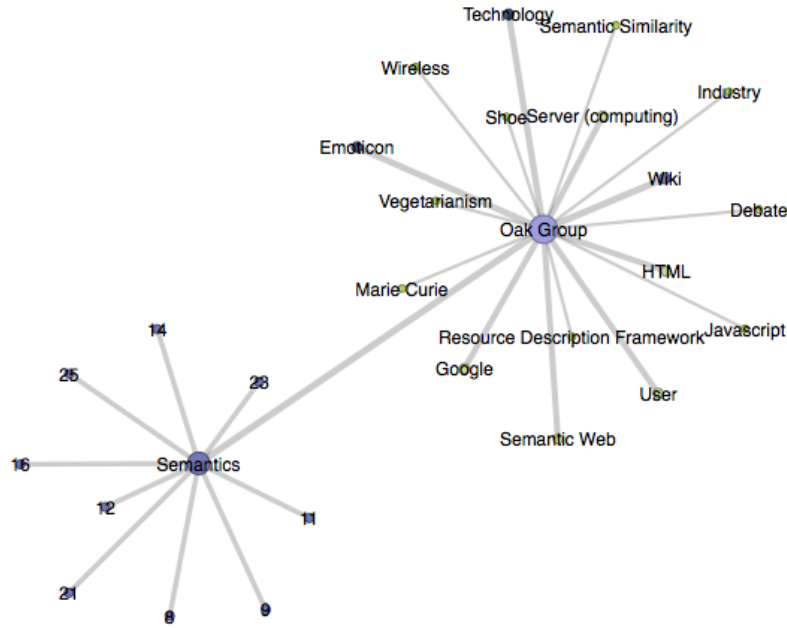 Technology
Semantic Similarity
Wireless
Industry
Shoe
Server (computing)
Emoticon
Wiki
Vegetarianism
Debate
Oak Group
HTML
Marie Curie
14
Resource Description Framework
Javascript
Google
25
23
User
Semantic Web
16
Semantics
12
11
21
8
9